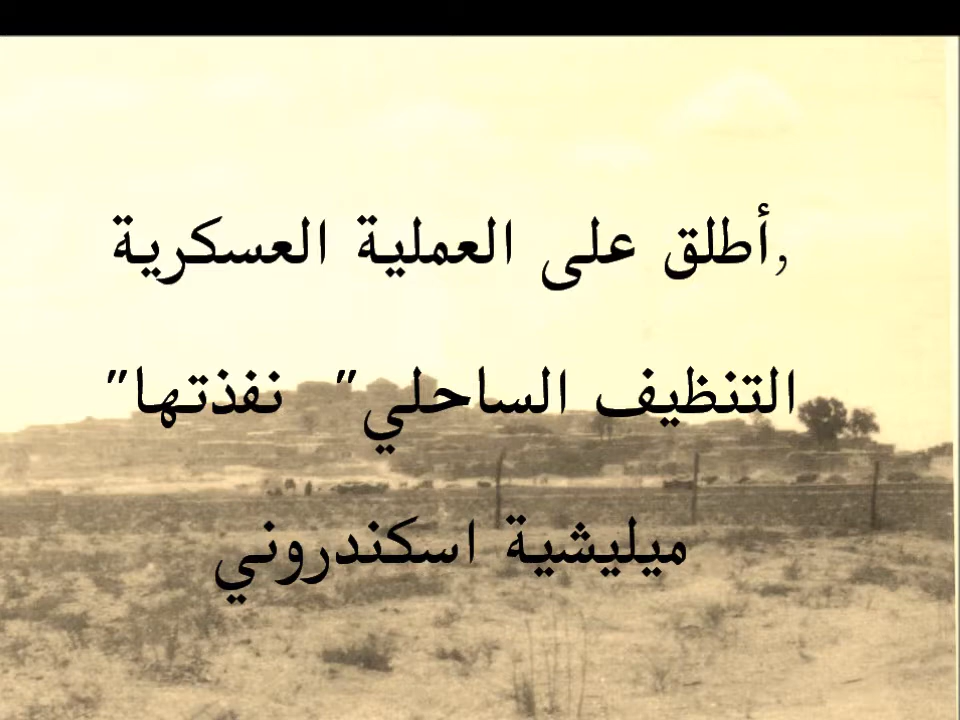 ,أطلق على العملية العسكرية
التنظيف الساحلي" نفذتها"
ميليشية اسكندروني